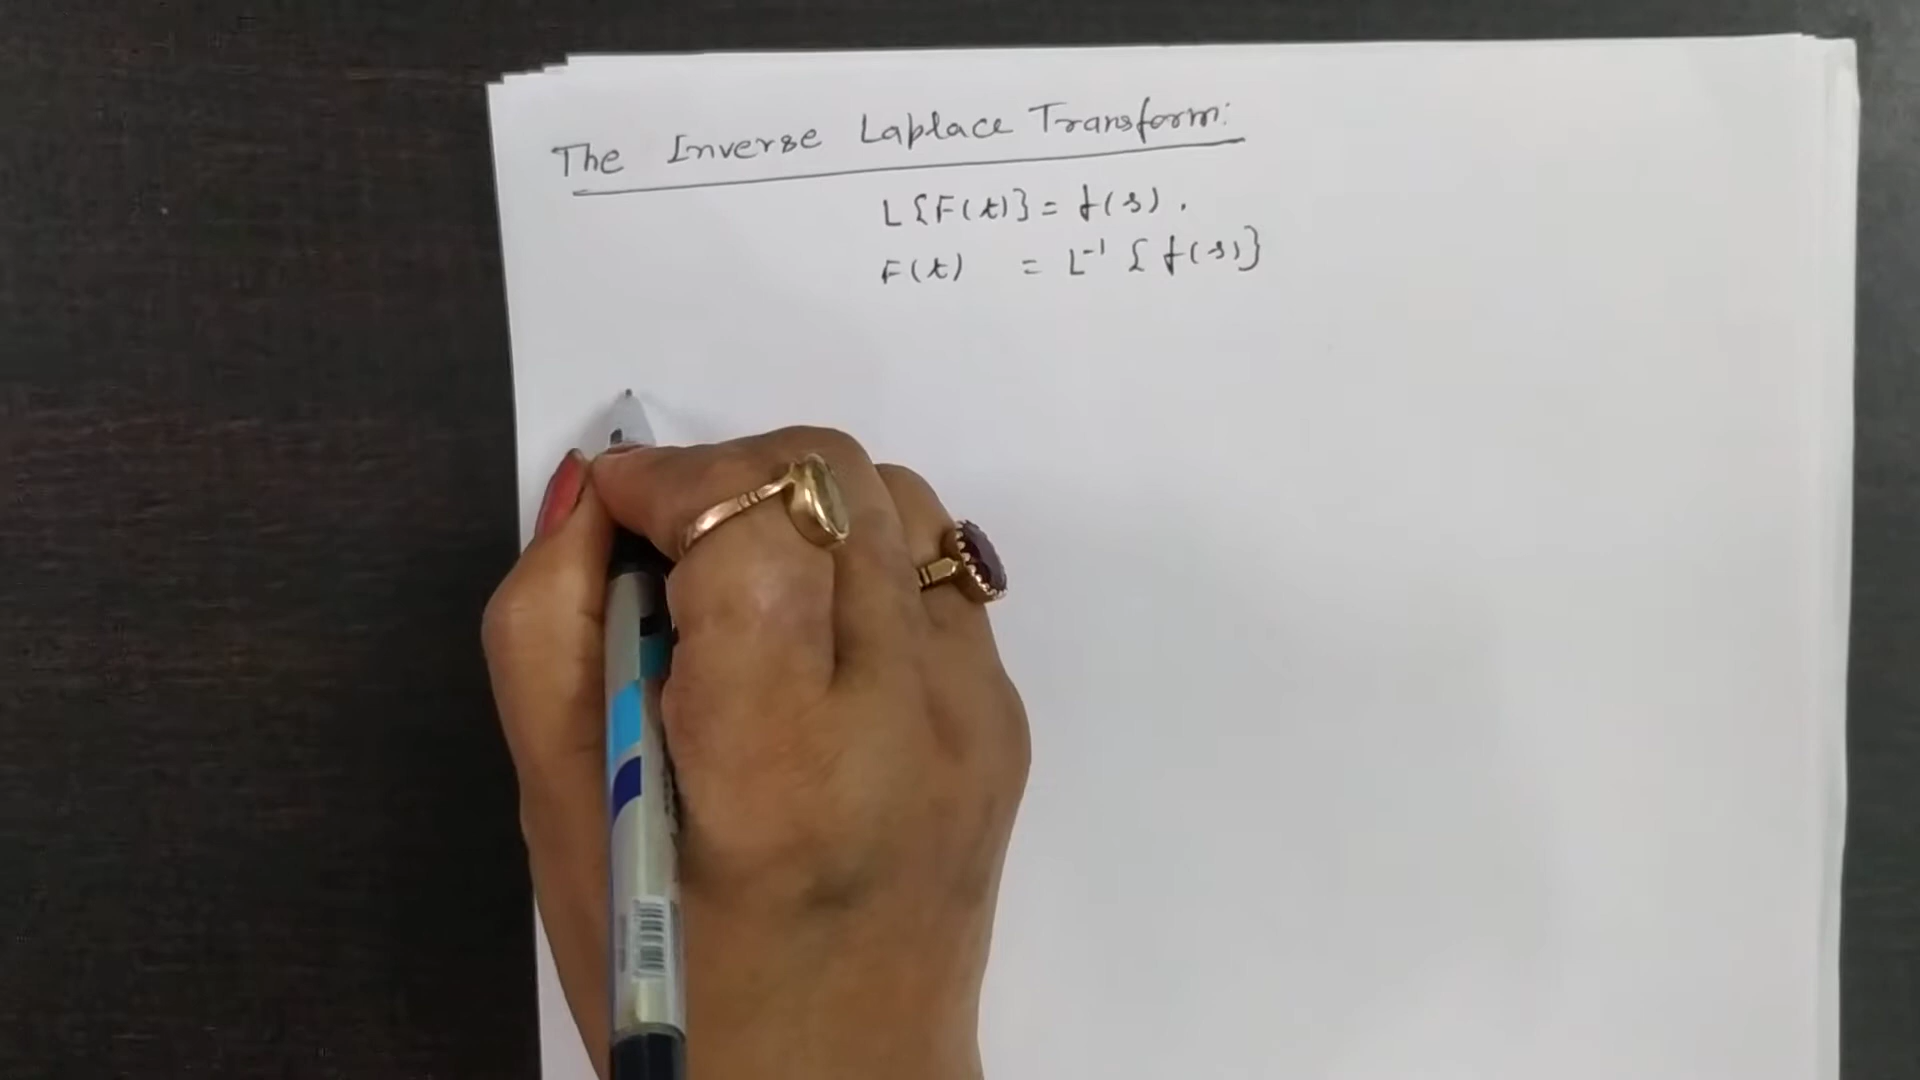 The Inverse Laplace Transform:
L{F(t)} = f(s).
F(t) = L⁻¹ {f(s)}